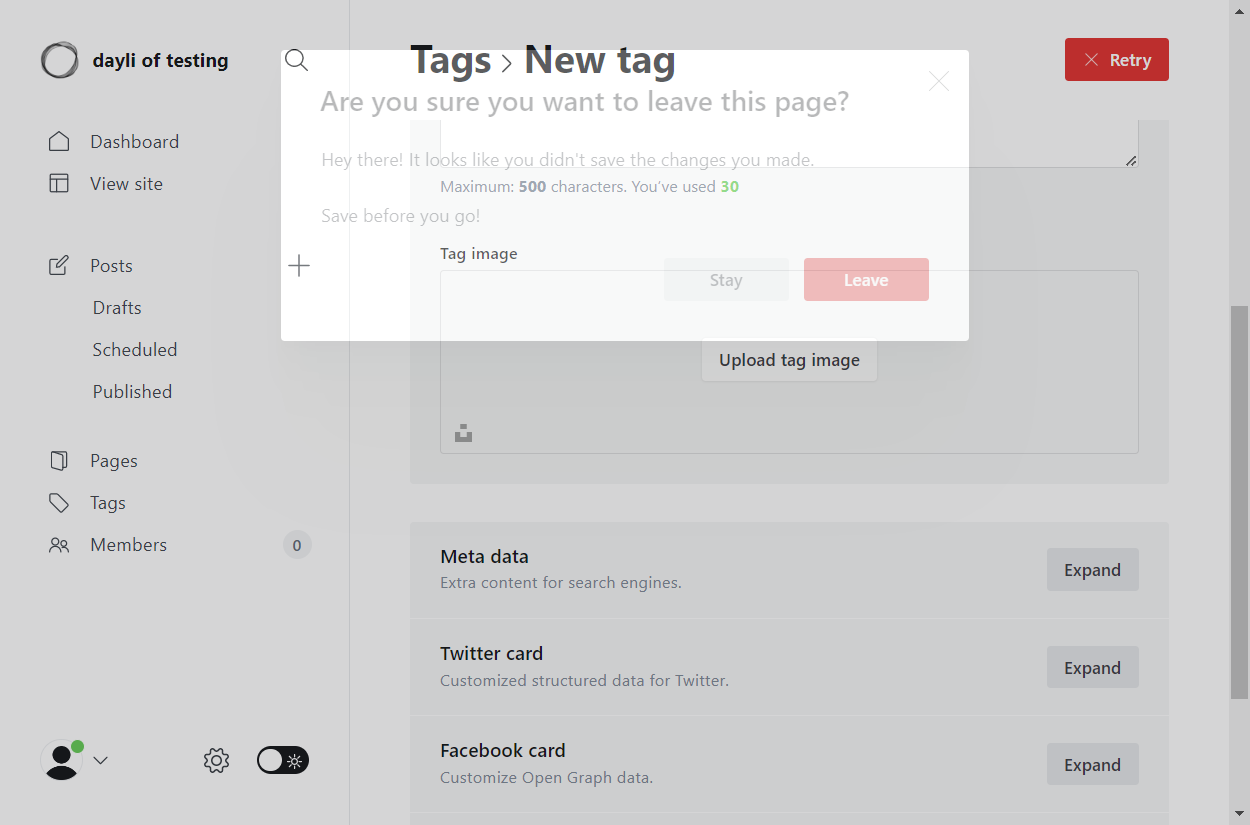 dayli of testing
Dashboard
View site
Posts
Drafts
Scheduled
Published
Pages
Tags
Members 0
Tags New tag
Retry
Are you sure you want to leave this page?
Hey there! It looks like you didn't save the changes you made.
Maximum: 500 characters. You’ve used 30
Save before you go!
Tag image
Stay Leave
Upload tag image
Meta data
Extra content for search engines.
Expand
Twitter card
Customized structured data for Twitter.
Expand
Facebook card
Customize Open Graph data.
Expand